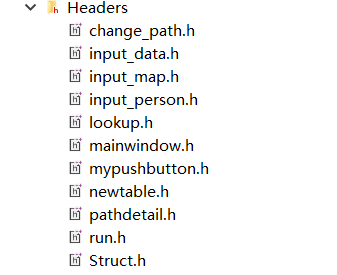 Headers
change_path.h
input_data.h
input_map.h
input_person.h
lookup.h
mainwindow.h
mypushbutton.h
newtable.h
pathdetail.h
run.h
Struct.h